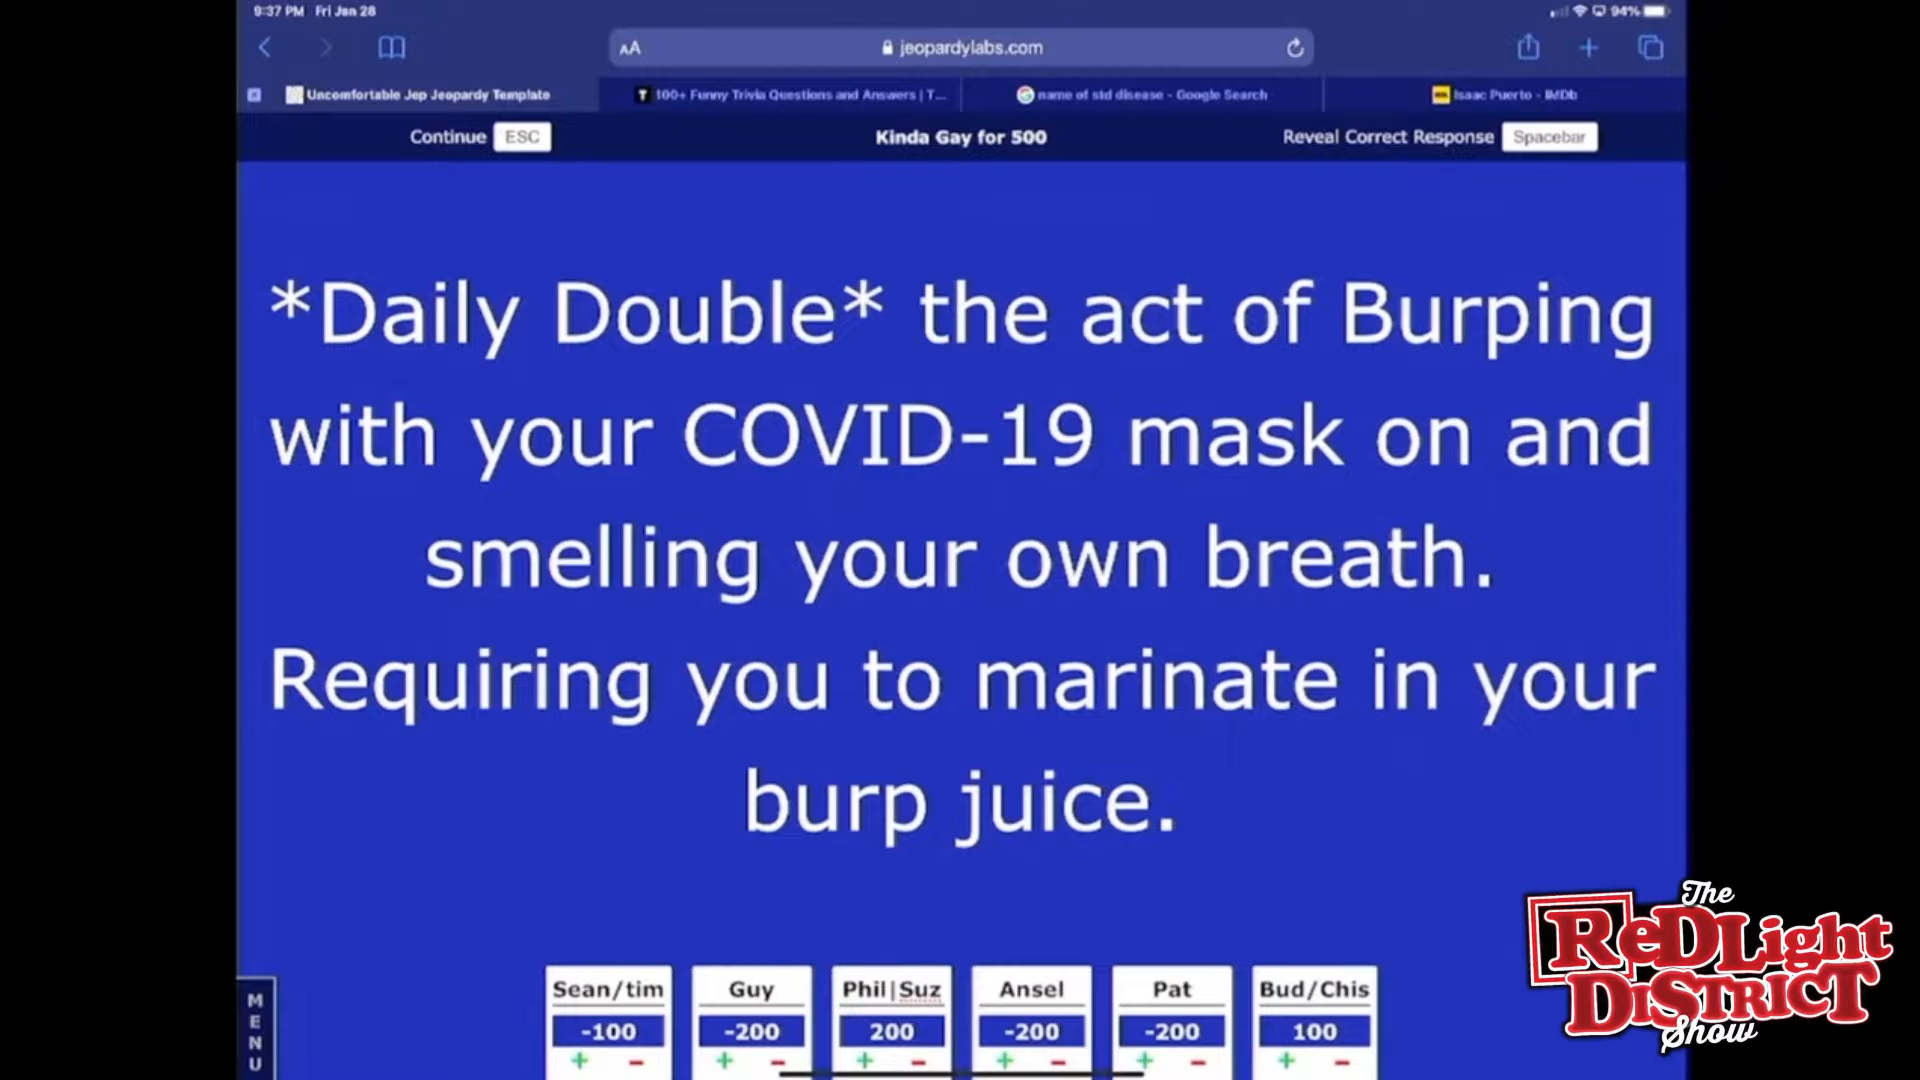 9:37 PM Fri Jan 28
94%
AA
jeopardylabs.com
Uncomfortable Jep Jeopardy Template
100+ Funny Trivia Questions and Answers | T...
name of std disease - Google Search
Isaac Puerto - IMDb
Continue ESC
Kinda Gay for 500
Reveal Correct Response Spacebar
*Daily Double* the act of Burping
with your COVID-19 mask on and
smelling your own breath.
Requiring you to marinate in your
burp juice.
MENU
Sean/tim Guy Phil|Suz Ansel Pat Bud/Chis
-100 -200 200 -200 -200 100
+ - + - + - + - + - + -
The
ReDLight
DiSTRICT
Show